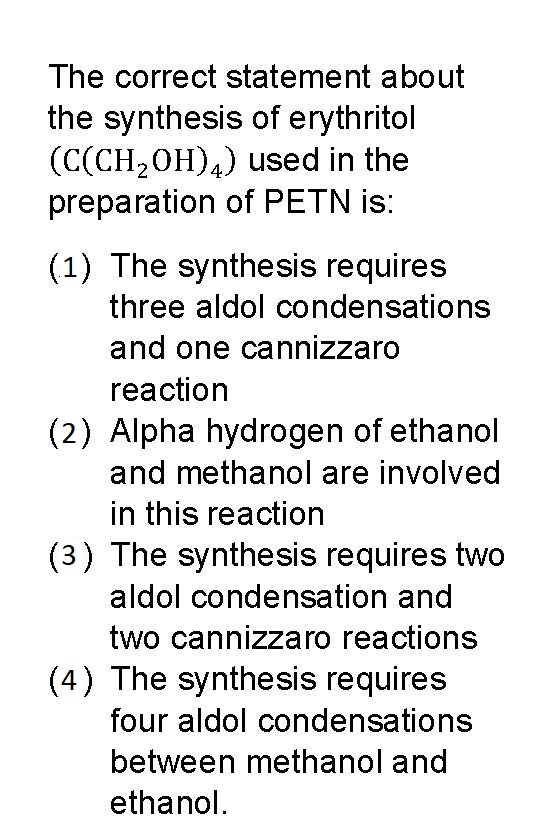 The correct statement about
the synthesis of erythritol
(C(CH₂OH)₄) used in the
preparation of PETN is:
(1) The synthesis requires
three aldol condensations
and one cannizzaro
reaction
(2) Alpha hydrogen of ethanol
and methanol are involved
in this reaction
(3) The synthesis requires two
aldol condensation and
two cannizzaro reactions
(4) The synthesis requires
four aldol condensations
between methanol and
ethanol.